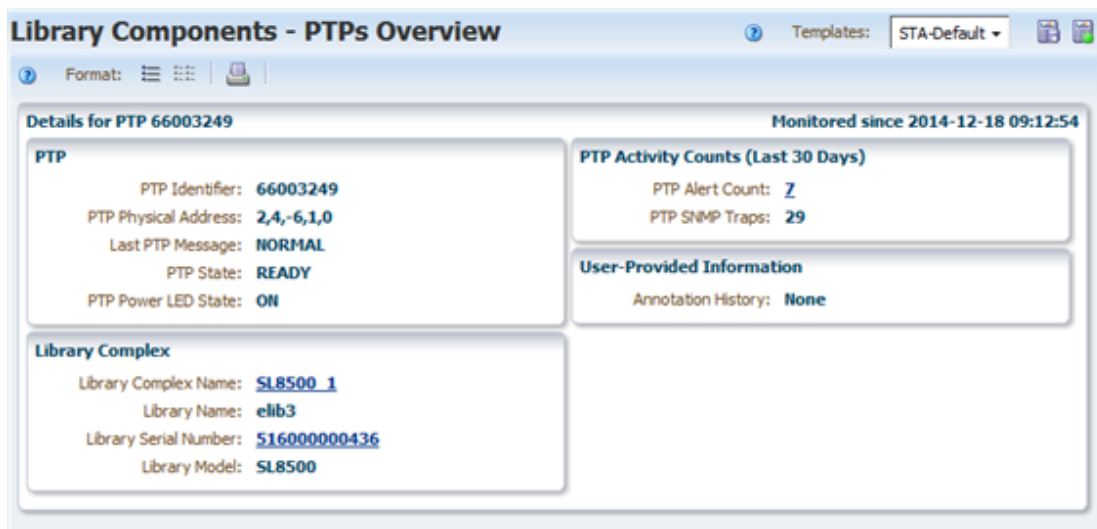 Library Components - PTPs Overview
Templates: STA-Default
Format:
Details for PTP 66003249
Monitored since 2014-12-18 09:12:54
PTP
PTP Identifier: 66003249
PTP Physical Address: 2,4,-6,1,0
Last PTP Message: NORMAL
PTP State: READY
PTP Power LED State: ON
PTP Activity Counts (Last 30 Days)
PTP Alert Count: 7
PTP SNMP Traps: 29
User-Provided Information
Annotation History: None
Library Complex
Library Complex Name: SL8500_1
Library Name: elib3
Library Serial Number: 516000000436
Library Model: SL8500